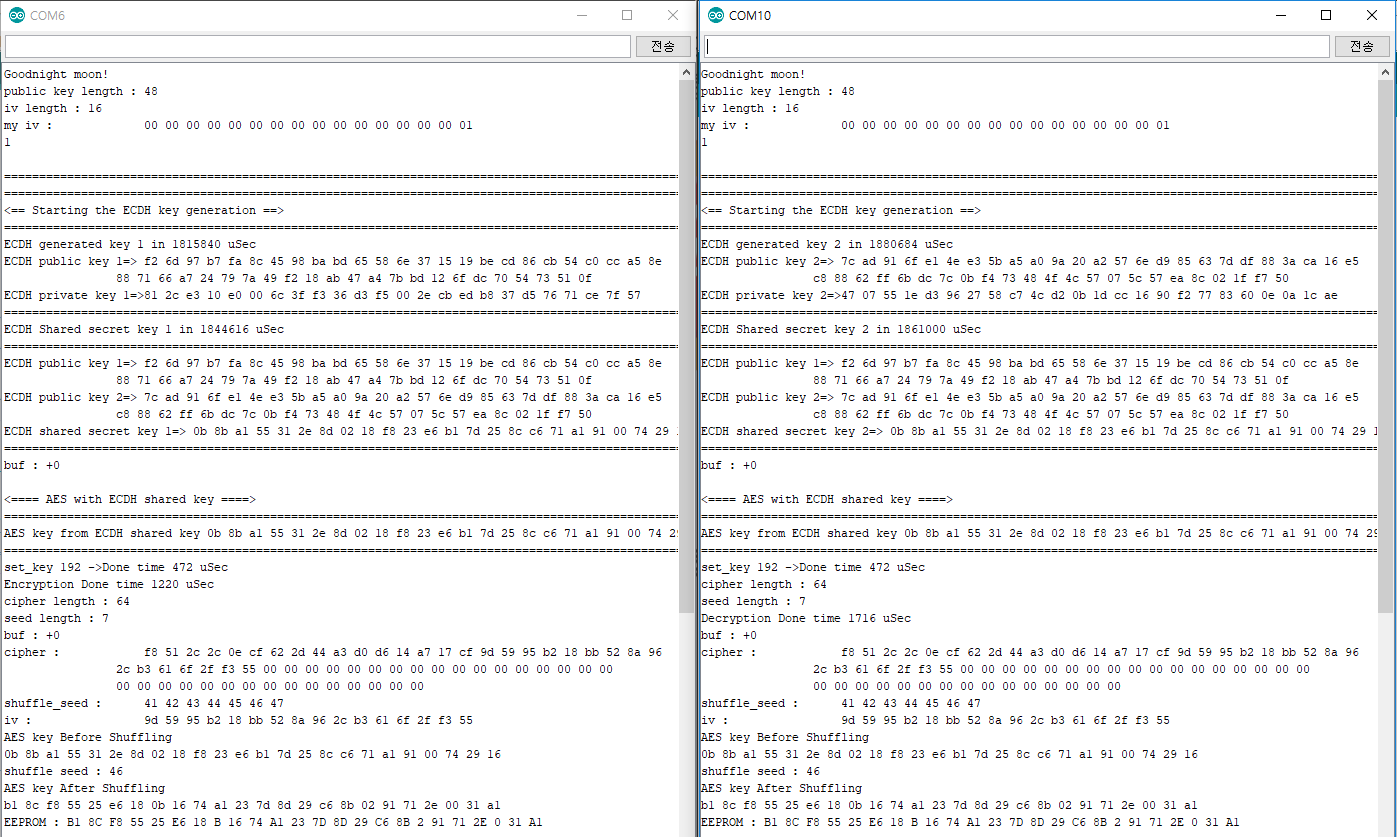 COM6
전송
Goodnight moon!
public key length : 48
iv length : 16
my iv : 00 00 00 00 00 00 00 00 00 00 00 00 00 00 00 01
1
================================================================================
================================================================================
<== Starting the ECDH key generation ==>
================================================================================
ECDH generated key 1 in 1815840 uSec
ECDH public key 1=> f2 6d 97 b7 fa 8c 45 98 ba bd 65 58 6e 37 15 19 be cd 86 cb 54 c0 cc a5 8e
88 71 66 a7 24 79 7a 49 f2 18 ab 47 a4 7b bd 12 6f dc 70 54 73 51 0f
ECDH private key 1=>81 2c e3 10 e0 00 6c 3f f3 36 d3 f5 00 2e cb ed b8 37 d5 76 71 ce 7f 57
================================================================================
ECDH Shared secret key 1 in 1844616 uSec
================================================================================
ECDH public key 1=> f2 6d 97 b7 fa 8c 45 98 ba bd 65 58 6e 37 15 19 be cd 86 cb 54 c0 cc a5 8e
88 71 66 a7 24 79 7a 49 f2 18 ab 47 a4 7b bd 12 6f dc 70 54 73 51 0f
ECDH public key 2=> 7c ad 91 6f e1 4e e3 5b a5 a0 9a 20 a2 57 6e d9 85 63 7d df 88 3a ca 16 e5
c8 88 62 ff 6b dc 7c 0b f4 73 48 4f 4c 57 07 5c 57 ea 8c 02 1f f7 50
ECDH shared secret key 1=> 0b 8b a1 55 31 2e 8d 02 18 f8 23 e6 b1 7d 25 8c c6 71 a1 91 00 74 29
================================================================================
buf : +0
<==== AES with ECDH shared key ====>
================================================================================
AES key from ECDH shared key 0b 8b a1 55 31 2e 8d 02 18 f8 23 e6 b1 7d 25 8c c6 71 a1 91 00 74
================================================================================
set_key 192 ->Done time 472 uSec
Encryption Done time 1220 uSec
cipher length : 64
seed length : 7
buf : +0
cipher : f8 51 2c 2c 0e cf 62 2d 44 a3 d0 d6 14 a7 17 cf 9d 59 95 b2 18 bb 52 8a 96
2c b3 61 6f 2f f3 55 00 00 00 00 00 00 00 00 00 00 00 00 00 00 00 00 00
00 00 00 00 00 00 00 00 00 00 00 00 00 00 00
shuffle_seed : 41 42 43 44 45 46 47
iv : 9d 59 95 b2 18 bb 52 8a 96 2c b3 61 6f 2f f3 55
AES key Before Shuffling
0b 8b a1 55 31 2e 8d 02 18 f8 23 e6 b1 7d 25 8c c6 71 a1 91 00 74 29 16
shuffle seed : 46
AES key After Shuffling
b1 8c f8 55 25 e6 18 0b 16 74 a1 23 7d 8d 29 c6 8b 02 91 71 2e 00 31 a1
EEPROM : B1 8C F8 55 25 E6 18 B 16 74 A1 23 7D 8D 29 C6 8B 2 91 71 2E 0 31 A1
COM10
전송
Goodnight moon!
public key length : 48
iv length : 16
my iv : 00 00 00 00 00 00 00 00 00 00 00 00 00 00 00 01
1
================================================================================
================================================================================
<== Starting the ECDH key generation ==>
================================================================================
ECDH generated key 2 in 1880684 uSec
ECDH public key 2=> 7c ad 91 6f e1 4e e3 5b a5 a0 9a 20 a2 57 6e d9 85 63 7d df 88 3a ca 16 e5
c8 88 62 ff 6b dc 7c 0b f4 73 48 4f 4c 57 07 5c 57 ea 8c 02 1f f7 50
ECDH private key 2=>47 07 55 1e d3 96 27 58 c7 4c d2 0b 1d cc 16 90 f2 77 83 60 0e 0a 1c ae
================================================================================
ECDH Shared secret key 2 in 1861000 uSec
================================================================================
ECDH public key 1=> f2 6d 97 b7 fa 8c 45 98 ba bd 65 58 6e 37 15 19 be cd 86 cb 54 c0 cc a5 8e
88 71 66 a7 24 79 7a 49 f2 18 ab 47 a4 7b bd 12 6f dc 70 54 73 51 0f
ECDH public key 2=> 7c ad 91 6f e1 4e e3 5b a5 a0 9a 20 a2 57 6e d9 85 63 7d df 88 3a ca 16 e5
c8 88 62 ff 6b dc 7c 0b f4 73 48 4f 4c 57 07 5c 57 ea 8c 02 1f f7 50
ECDH shared secret key 2=> 0b 8b a1 55 31 2e 8d 02 18 f8 23 e6 b1 7d 25 8c c6 71 a1 91 00 74 29
================================================================================
buf : +0
<==== AES with ECDH shared key ====>
================================================================================
AES key from ECDH shared key 0b 8b a1 55 31 2e 8d 02 18 f8 23 e6 b1 7d 25 8c c6 71 a1 91 00 74 29
================================================================================
set_key 192 ->Done time 472 uSec
cipher length : 64
seed length : 7
Decryption Done time 1716 uSec
buf : +0
cipher : f8 51 2c 2c 0e cf 62 2d 44 a3 d0 d6 14 a7 17 cf 9d 59 95 b2 18 bb 52 8a 96
2c b3 61 6f 2f f3 55 00 00 00 00 00 00 00 00 00 00 00 00 00 00 00 00 00
00 00 00 00 00 00 00 00 00 00 00 00 00 00 00
shuffle_seed : 41 42 43 44 45 46 47
iv : 9d 59 95 b2 18 bb 52 8a 96 2c b3 61 6f 2f f3 55
AES key Before Shuffling
0b 8b a1 55 31 2e 8d 02 18 f8 23 e6 b1 7d 25 8c c6 71 a1 91 00 74 29 16
shuffle seed : 46
AES key After Shuffling
b1 8c f8 55 25 e6 18 0b 16 74 a1 23 7d 8d 29 c6 8b 02 91 71 2e 00 31 a1
EEPROM : B1 8C F8 55 25 E6 18 B 16 74 A1 23 7D 8D 29 C6 8B 2 91 71 2E 0 31 A1